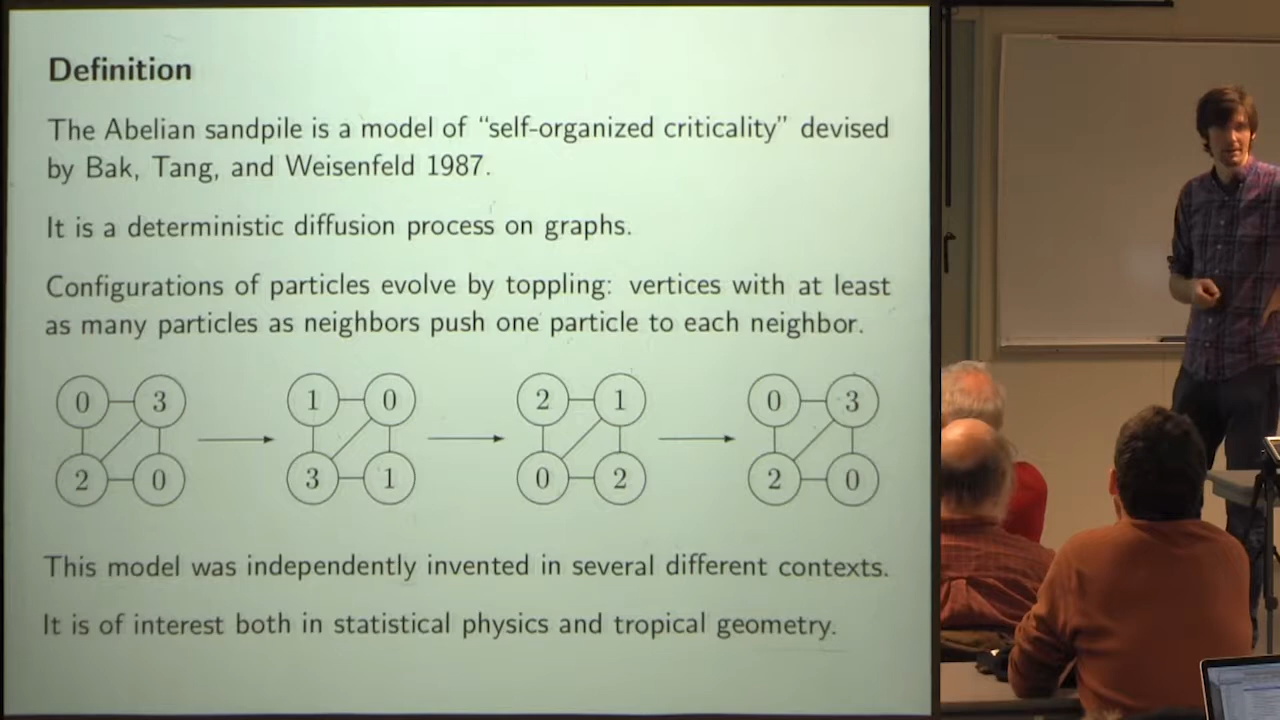 Definition
The Abelian sandpile is a model of “self-organized criticality” devised
by Bak, Tang, and Weisenfeld 1987.
It is a deterministic diffusion process on graphs.
Configurations of particles evolve by toppling: vertices with at least
as many particles as neighbors push one particle to each neighbor.
0 3 1 0 2 1 0 3
2 0 3 1 0 2 2 0
This model was independently invented in several different contexts.
It is of interest both in statistical physics and tropical geometry.